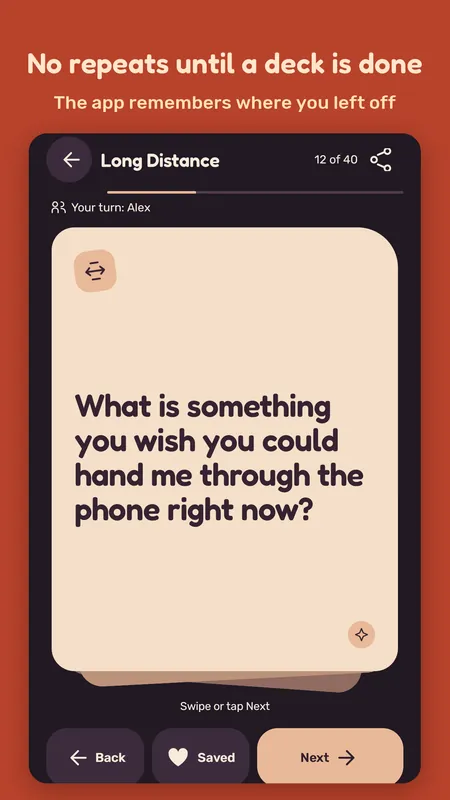 No repeats until a deck is done
The app remembers where you left off
Long Distance
12 of 40
Your turn: Alex
What is something
you wish you could
hand me through the
phone right now?
Swipe or tap Next
Back
Saved
Next